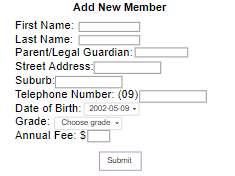 Add New Member
First Name:
Last Name:
Parent/Legal Guardian:
Street Address:
Suburb:
Telephone Number: (09)
Date of Birth: 2002-05-09
Grade: Choose grade
Annual Fee: $
Submit